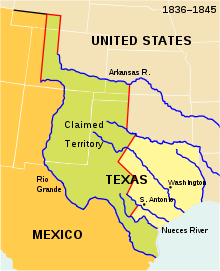 1836–1845
UNITED STATES
Arkansas R.
Claimed
Territory
Rio
Grande
TEXAS
Washington
S. Antonio
Nueces River
MEXICO